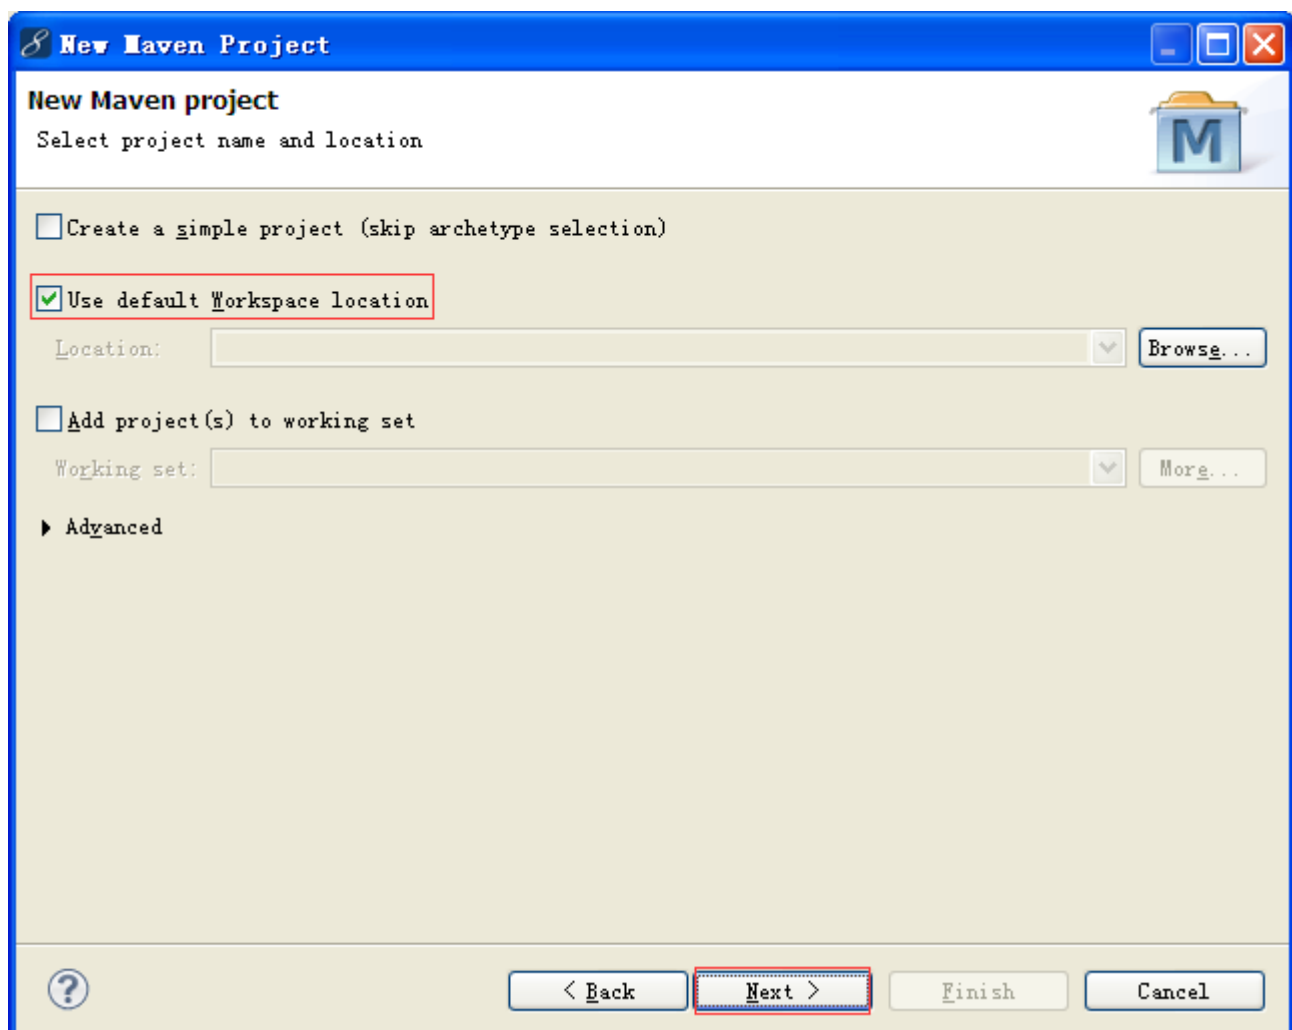 New Maven Project
New Maven project
Select project name and location
M
Create a simple project (skip archetype selection)
Use default Workspace location
Location:
Browse...
Add project(s) to working set
Working set:
More...
Advanced
?
< Back
Next >
Finish
Cancel